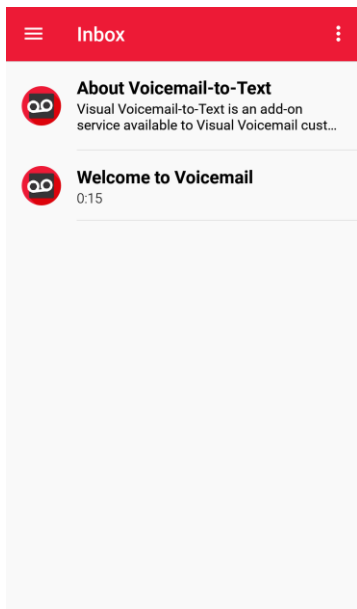 Inbox
About Voicemail-to-Text
Visual Voicemail-to-Text is an add-on
service available to Visual Voicemail cust...
Welcome to Voicemail
0:15